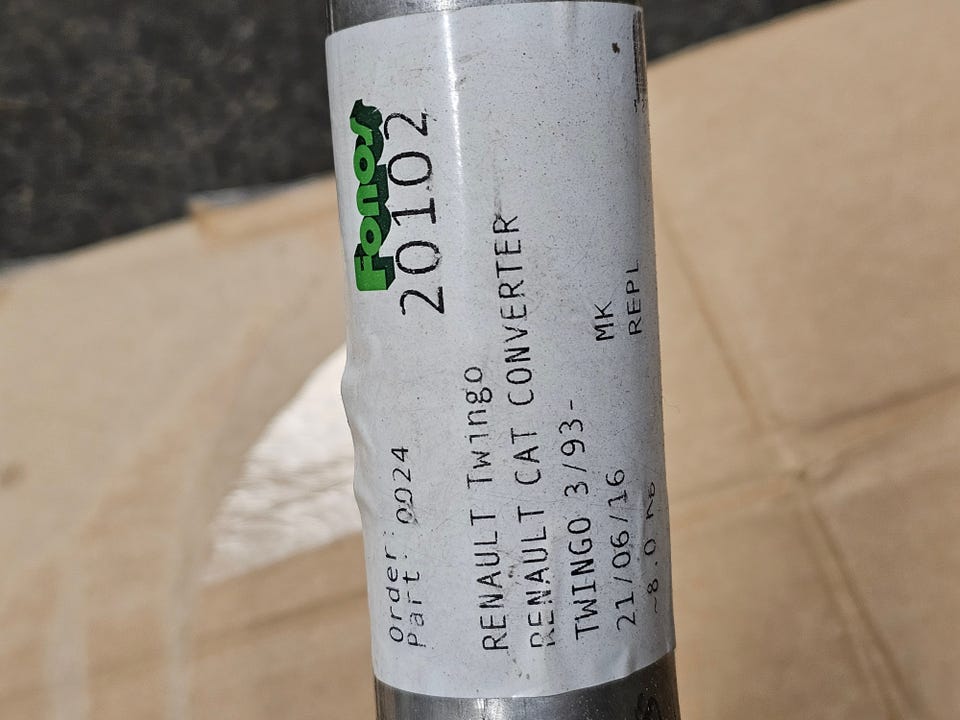 Fonos
20102
Order:
Part: 0024
RENAULT Twingo
RENAULT CAT CONVERTER
TWINGO 3/93-
21/06/16 MK
~8.0 REPL